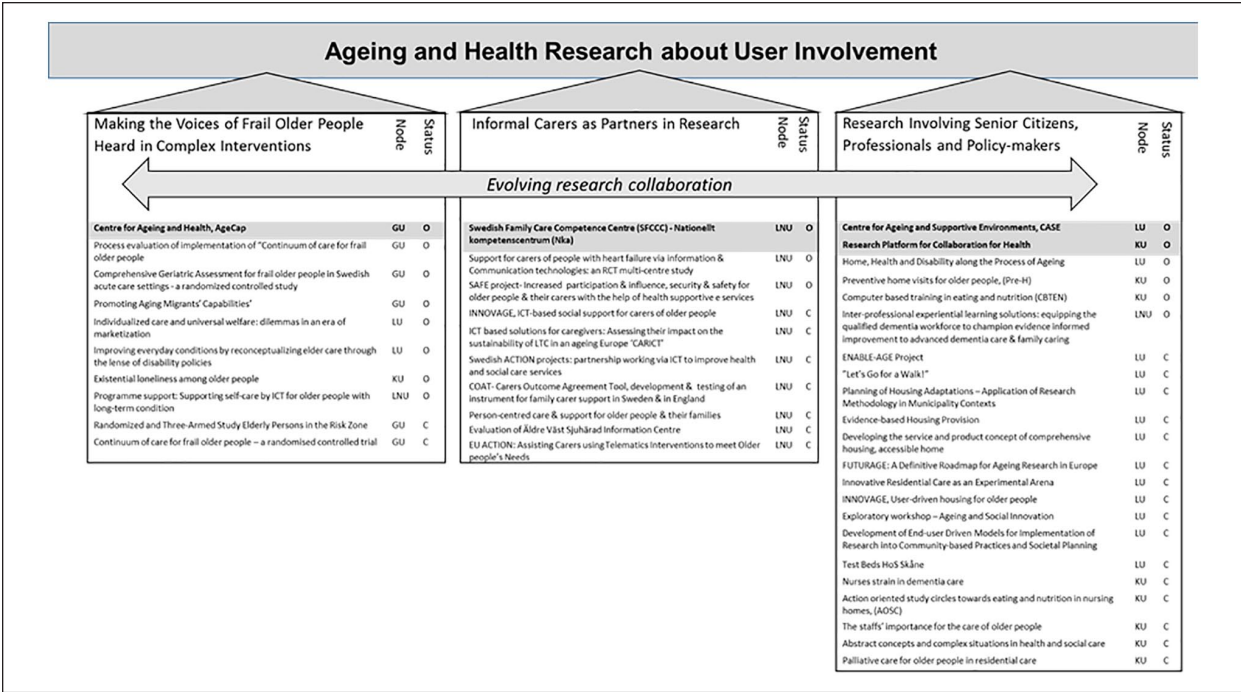 Ageing and Health Research about User Involvement
Making the Voices of Frail Older People
Heard in Complex Interventions
Node
Status
Evolving research collaboration
Centre for Ageing and Health, AgeCap GU O
Process evaluation of implementation of "Continuum of care for frail GU O
older people
Comprehensive Geriatric Assessment for frail older people in Swedish GU O
acute care settings - a randomized controlled study
Promoting Aging Migrants' Capabilities' GU O
Individualized care and universal welfare: dilemmas in an era of LU O
marketization
Improving everyday conditions by reconceptualizing elder care through LU O
the lense of disability policies
Existential loneliness among older people KU O
Programme support: Supporting self-care by ICT for older people with LNU O
long-term condition
Randomized and Three-Armed Study Elderly Persons in the Risk Zone GU C
Continuum of care for frail older people – a randomised controlled trial GU C
Informal Carers as Partners in Research
Node
Status
Swedish Family Care Competence Centre (SFCCC) - Nationellt LNU O
kompetenscentrum (Nka)
Support for carers of people with heart failure via information & LNU O
Communication technologies: an RCT multi-centre study
SAFE project- Increased participation & influence, security & safety for LNU O
older people & their carers with the help of health supportive e services
INNOVAGE, ICT-based social support for carers of older people LNU C
ICT based solutions for caregivers: Assessing their impact on the LNU C
sustainability of LTC in an ageing Europe 'CARICT'
Swedish ACTION projects: partnership working via ICT to improve health LNU C
and social care services
COAT- Carers Outcome Agreement Tool, development & testing of an LNU C
instrument for family carer support in Sweden & in England
Person-centred care & support for older people & their families LNU C
Evaluation of Äldre Väst Sjuhärad Information Centre LNU C
EU ACTION: Assisting Carers using Telematics Interventions to meet Older LNU C
people's Needs
Research Involving Senior Citizens,
Professionals and Policy-makers
Node
Status
Centre for Ageing and Supportive Environments, CASE LU O
Research Platform for Collaboration for Health KU O
Home, Health and Disability along the Process of Ageing LU O
Preventive home visits for older people, (Pre-H) KU O
Computer based training in eating and nutrition (CBTEN) KU O
Inter-professional experiential learning solutions: equipping the LNU O
qualified dementia workforce to champion evidence informed
improvement to advanced dementia care & family caring
ENABLE-AGE Project LU C
"Let's Go for a Walk!" LU C
Planning of Housing Adaptations – Application of Research LU C
Methodology in Municipality Contexts
Evidence-based Housing Provision LU C
Developing the service and product concept of comprehensive LU C
housing, accessible home
FUTURAGE: A Definitive Roadmap for Ageing Research in Europe LU C
Innovative Residential Care as an Experimental Arena LU C
INNOVAGE, User-driven housing for older people LU C
Exploratory workshop – Ageing and Social Innovation LU C
Development of End-user Driven Models for Implementation of LU C
Research into Community-based Practices and Societal Planning
Test Beds HoS Skåne LU C
Nurses strain in dementia care KU C
Action oriented study circles towards eating and nutrition in nursing KU C
homes, (AOSC)
The staffs' importance for the care of older people KU C
Abstract concepts and complex situations in health and social care KU C
Palliative care for older people in residential care KU C